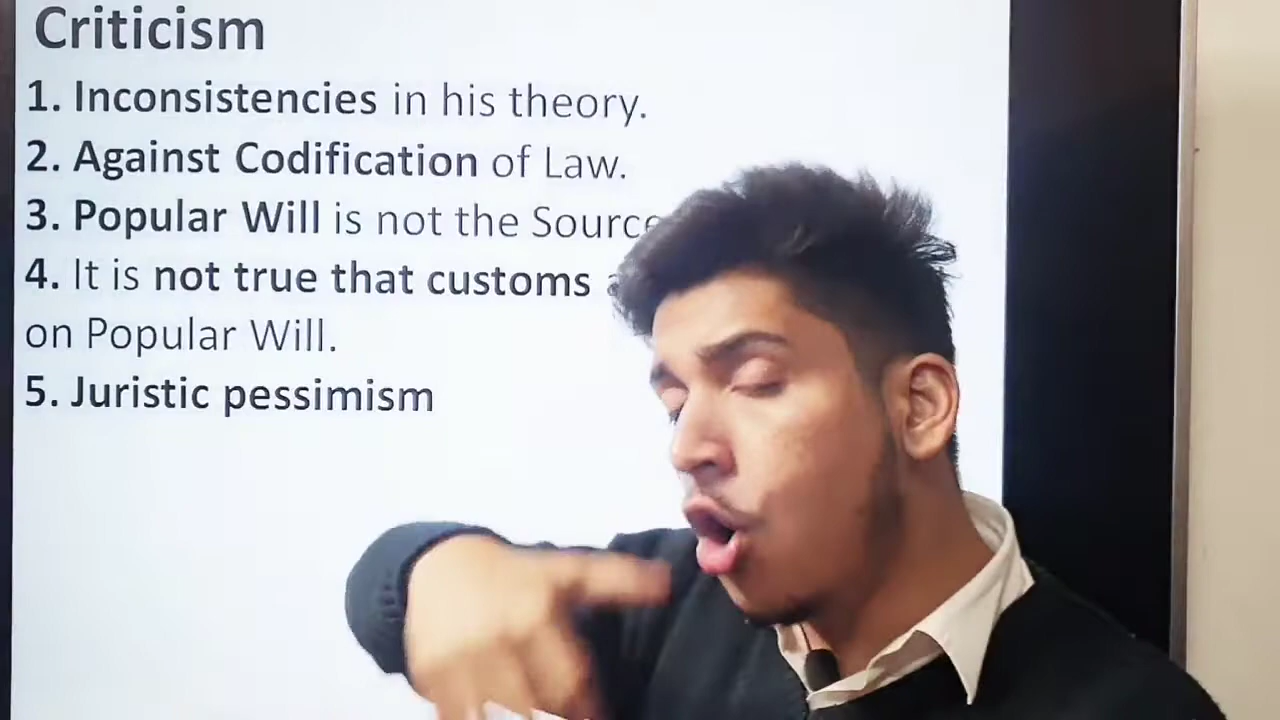 Criticism
1. Inconsistencies in his theory.
2. Against Codification of Law.
3. Popular Will is not the Source
4. It is not true that customs
on Popular Will.
5. Juristic pessimism